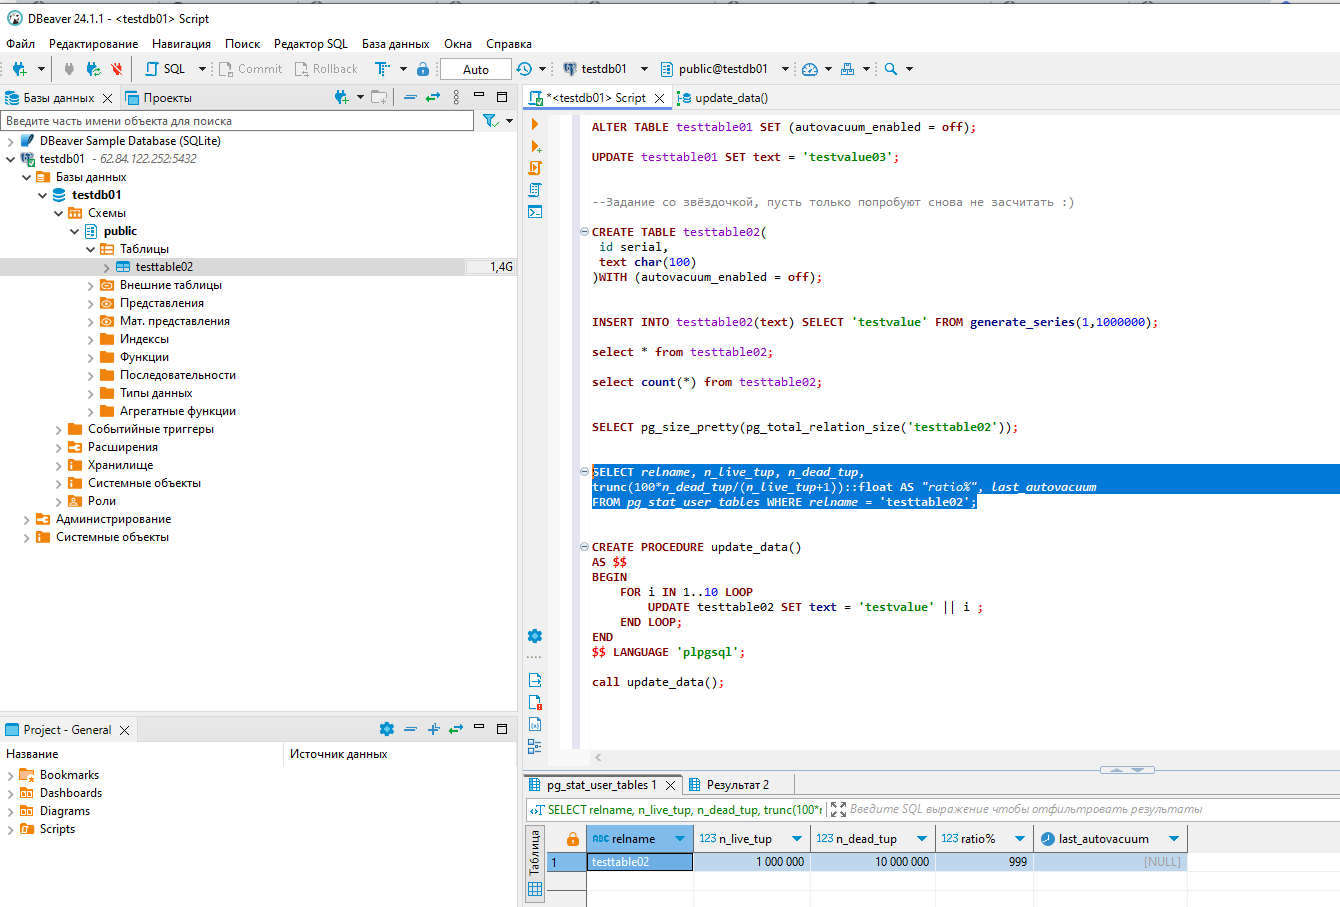 DBeaver 24.1.1 - <testdb01> Script
Файл Редактирование Навигация Поиск Редактор SQL База данных Окна Справка
SQL Commit Rollback Auto testdb01 public@testdb01
Базы данных Проекты
Введите часть имени объекта для поиска
DBeaver Sample Database (SQLite)
testdb01 - 62.84.122.252:5432
Базы данных
testdb01
Схемы
public
Таблицы
testtable02 1,4G
Внешние таблицы
Представления
Мат. представления
Индексы
Функции
Последовательности
Типы данных
Агрегатные функции
Событийные триггеры
Расширения
Хранилище
Системные объекты
Роли
Администрирование
Системные объекты
Project - General
Название Источник данных
Bookmarks
Dashboards
Diagrams
Scripts
*<testdb01> Script update_data()
ALTER TABLE testtable01 SET (autovacuum_enabled = off);
UPDATE testtable01 SET text = 'testvalue03';
--Задание со звёздочкой, пусть только попробуют снова не засчитать :)
CREATE TABLE testtable02(
id serial,
text char(100)
)WITH (autovacuum_enabled = off);
INSERT INTO testtable02(text) SELECT 'testvalue' FROM generate_series(1,1000000);
select * from testtable02;
select count(*) from testtable02;
SELECT pg_size_pretty(pg_total_relation_size('testtable02'));
SELECT relname, n_live_tup, n_dead_tup,
trunc(100*n_dead_tup/(n_live_tup+1))::float AS "ratio%", last_autovacuum
FROM pg_stat_user_tables WHERE relname = 'testtable02';
CREATE PROCEDURE update_data()
AS $$
BEGIN
FOR i IN 1..10 LOOP
UPDATE testtable02 SET text = 'testvalue' || i ;
END LOOP;
END
$$ LANGUAGE 'plpgsql';
call update_data();
pg_stat_user_tables 1 Результат 2
SELECT relname, n_live_tup, n_dead_tup, trunc(100*r Введите SQL выражение чтобы отфильтровать результаты
Таблица
ABC relname 123 n_live_tup 123 n_dead_tup 123 ratio% last_autovacuum
1 testtable02 1 000 000 10 000 000 999 [NULL]